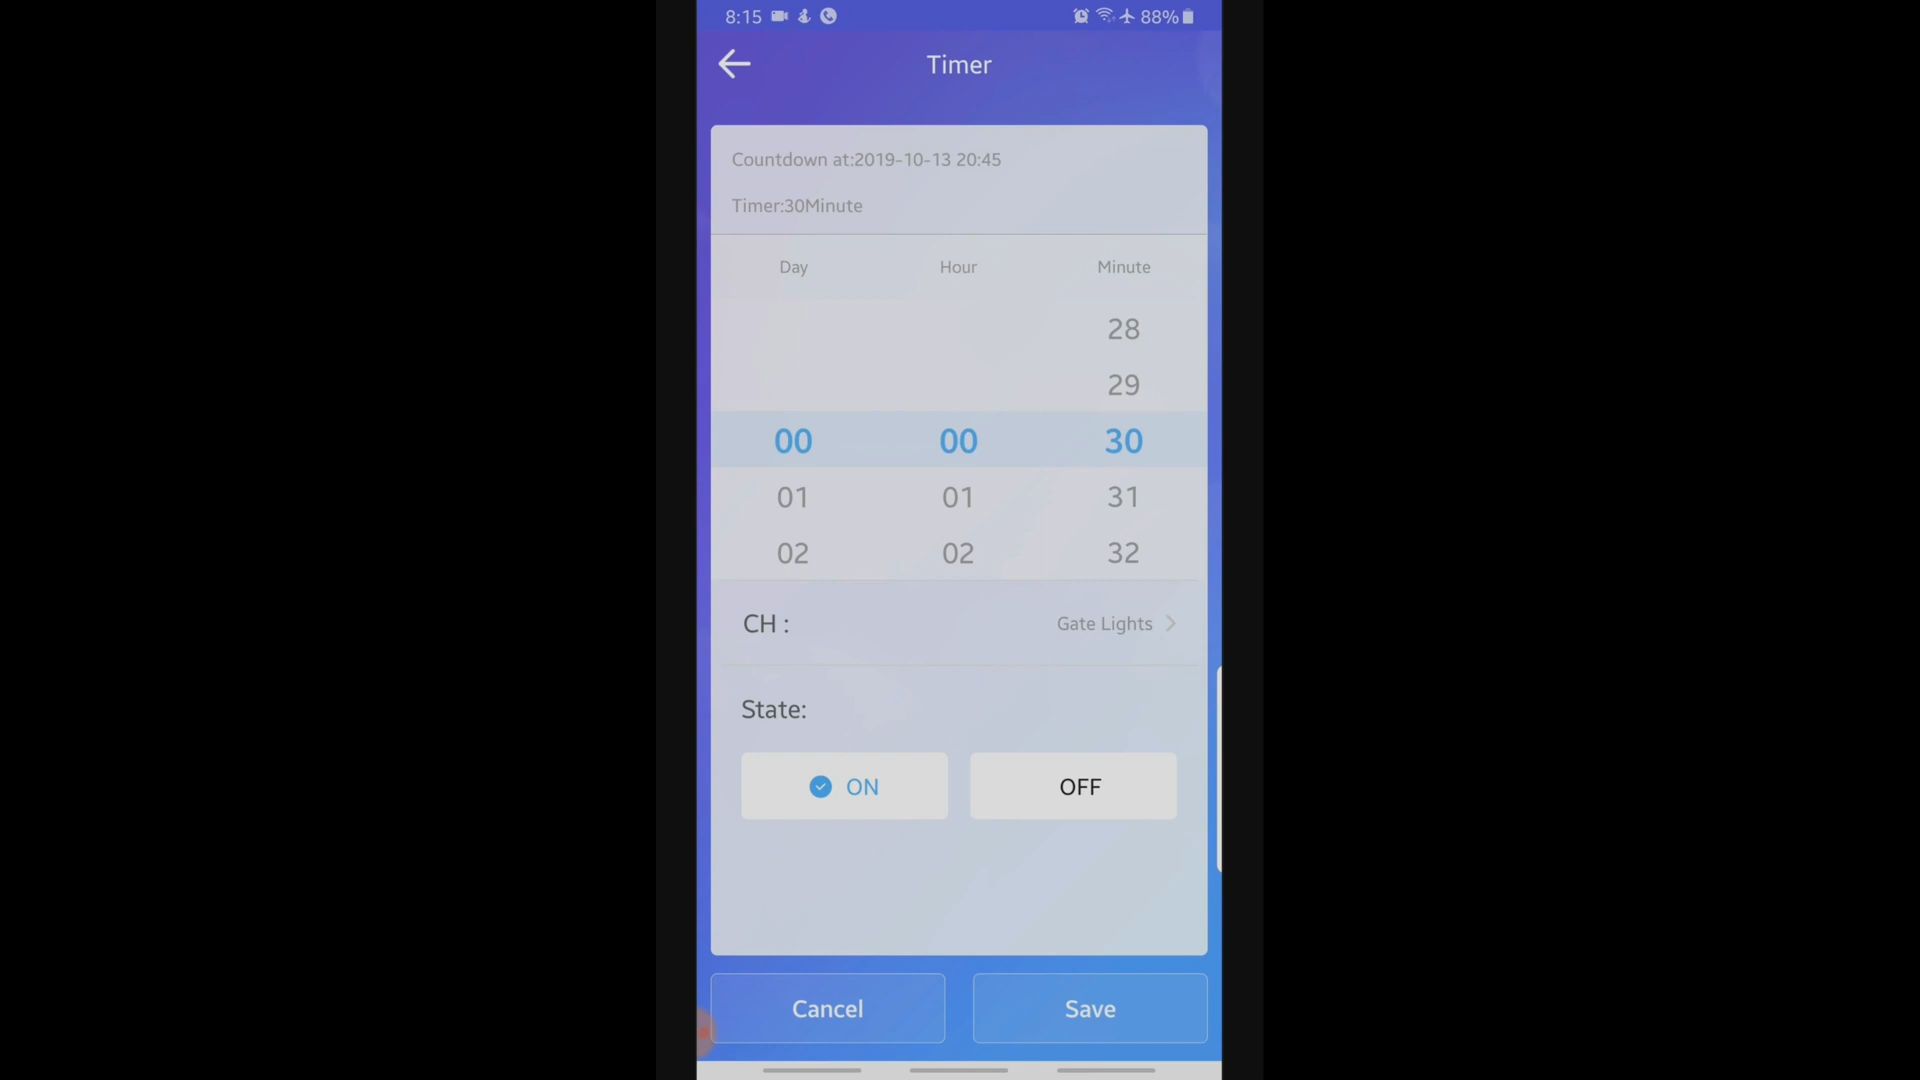 8:15 88%
Timer
Countdown at:2019-10-13 20:45
Timer:30Minute
Day Hour Minute
28
29
00 00 30
01 01 31
02 02 32
CH : Gate Lights
State:
ON OFF
Cancel Save